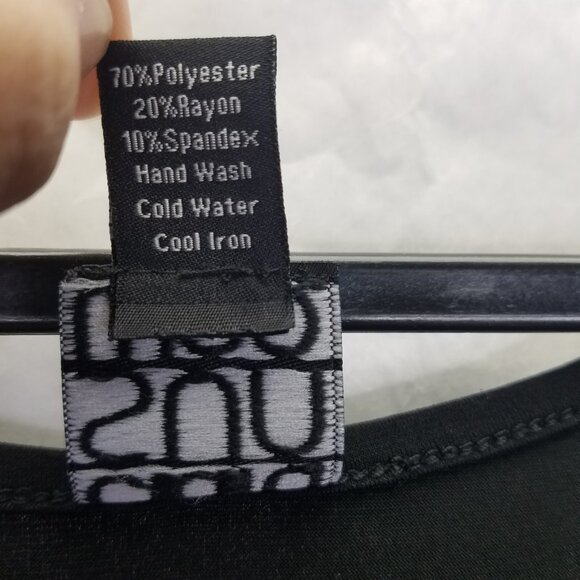 70%Polyester
20%Rayon
10%Spandex
Hand Wash
Cold Water
Cool Iron